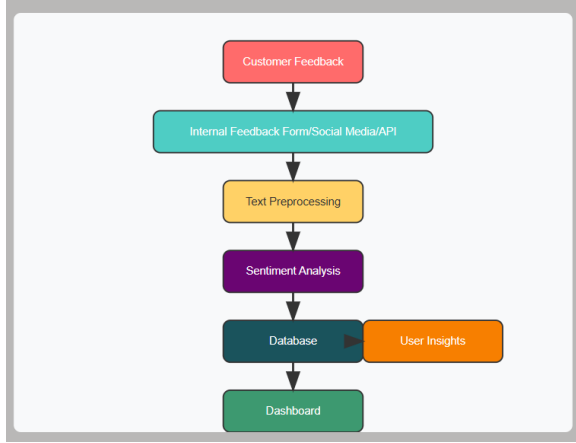 Customer Feedback
Internal Feedback Form/Social Media/API
Text Preprocessing
Sentiment Analysis
Database
User Insights
Dashboard